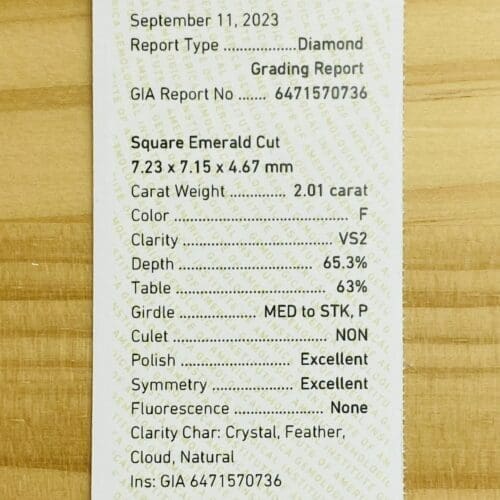 September 11, 2023
Report Type ..................Diamond
Grading Report
GIA Report No ....... 6471570736
Square Emerald Cut
7.23 x 7.15 x 4.67 mm
Carat Weight ................ 2.01 carat
Color ........................................... F
Clarity ..................................... VS2
Depth ................................... 65.3%
Table ...................................... 63%
Girdle ................. MED to STK, P
Culet ...................................... NON
Polish .......................... Excellent
Symmetry ................... Excellent
Fluorescence ..................... None
Clarity Char: Crystal, Feather,
Cloud, Natural
Ins: GIA 6471570736